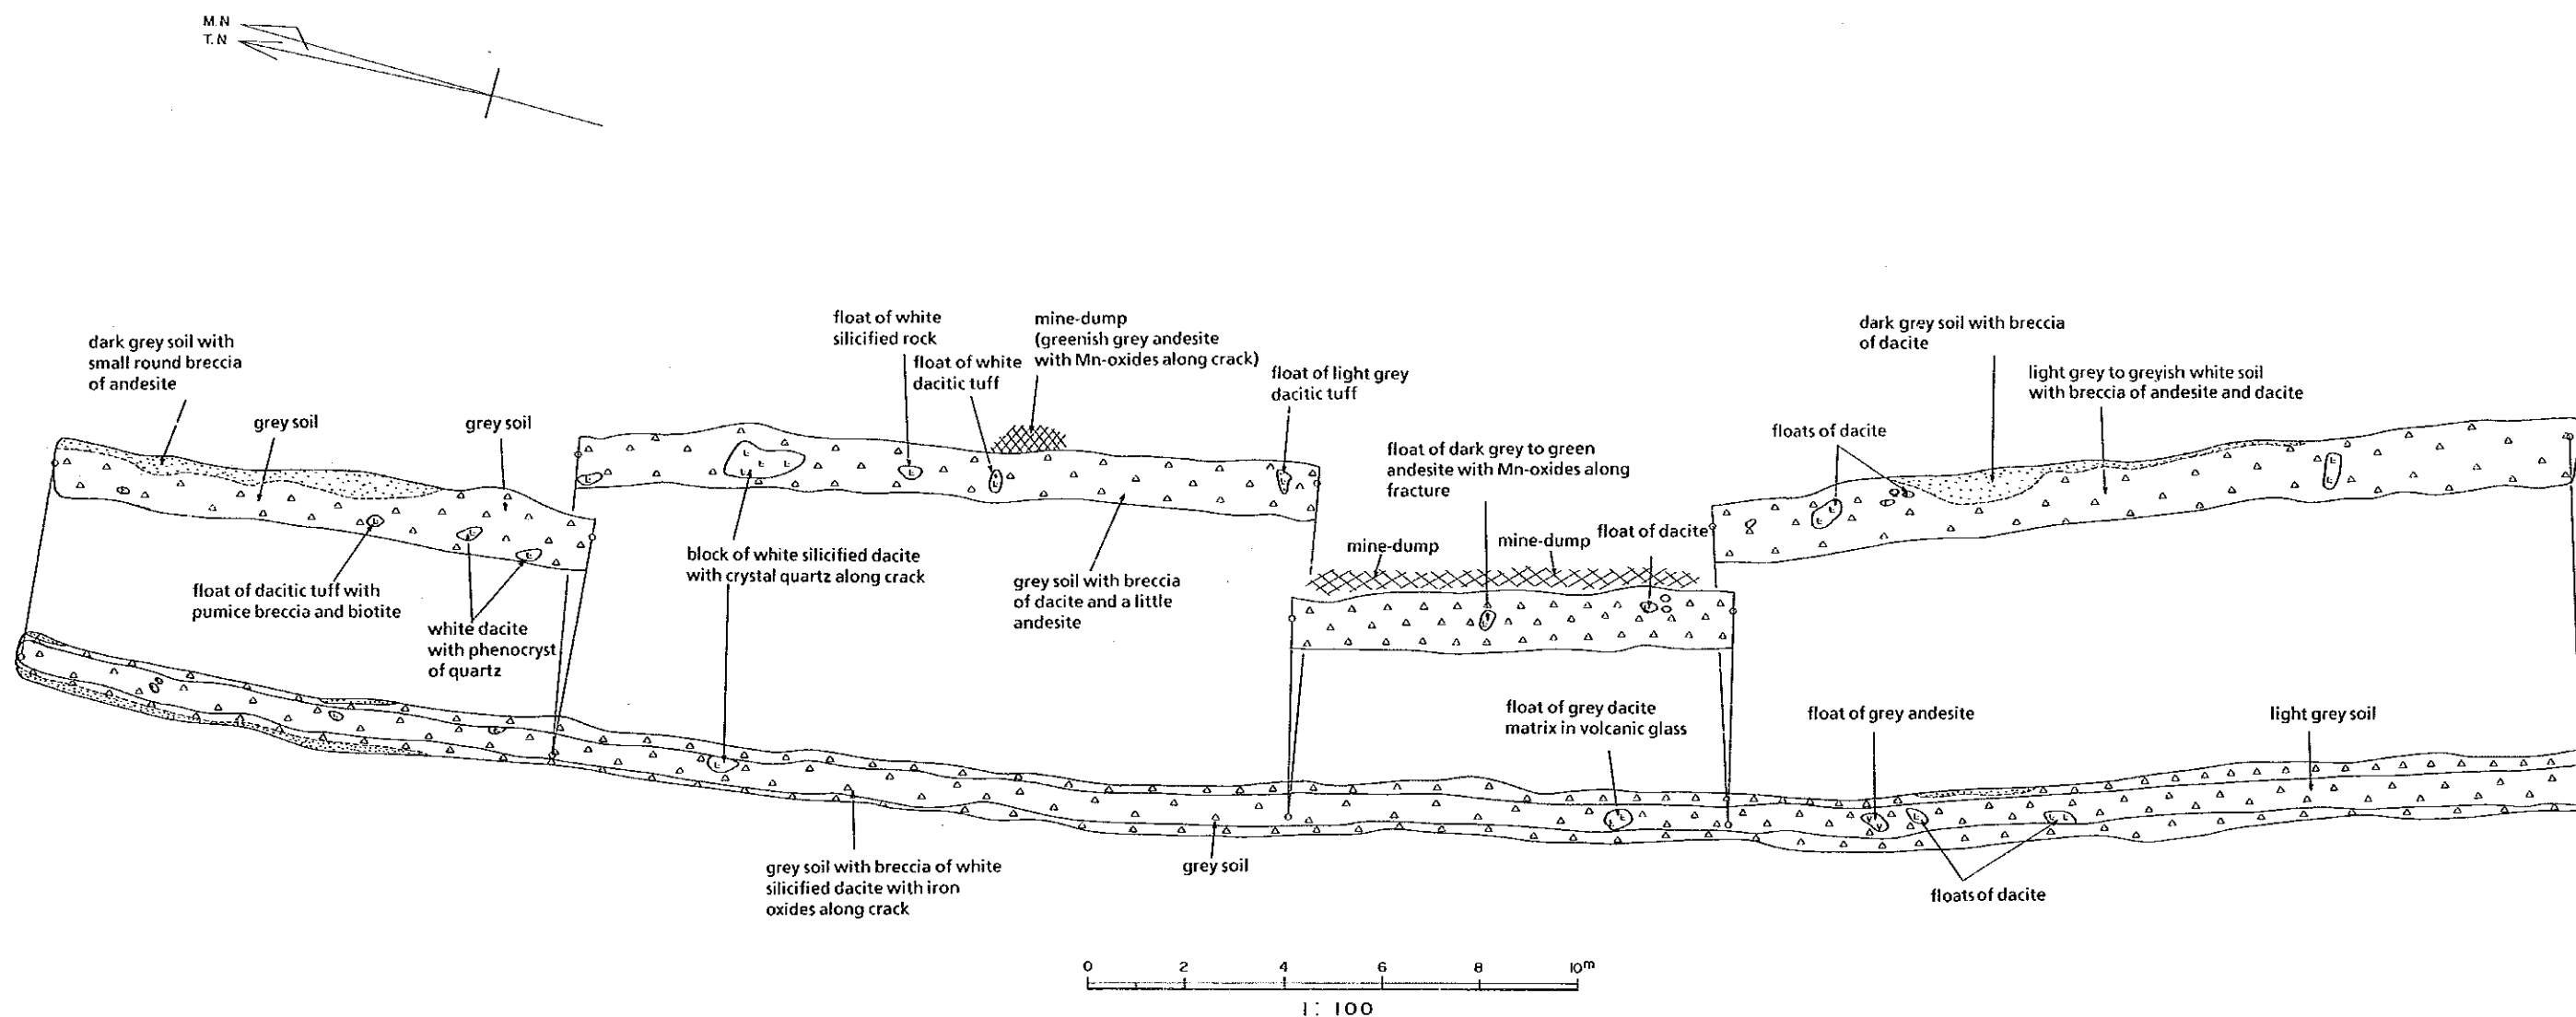 M.N
T.N
dark grey soil with
small round breccia
of andesite
grey soil
grey soil
float of white
silicified rock
float of white
dacitic tuff
mine-dump
(greenish grey andesite
with Mn-oxides along crack)
float of light grey
dacitic tuff
float of dark grey to green
andesite with Mn-oxides along
fracture
mine-dump
mine-dump
float of dacite
floats of dacite
dark grey soil with breccia
of dacite
light grey to greyish white soil
with breccia of andesite and dacite
float of dacitic tuff with
pumice breccia and biotite
white dacite
with phenocryst
of quartz
block of white silicified dacite
with crystal quartz along crack
grey soil with breccia
of dacite and a little
andesite
float of grey dacite
matrix in volcanic glass
float of grey andesite
light grey soil
grey soil with breccia of white
silicified dacite with iron
oxides along crack
grey soil
floats of dacite
0 2 4 6 8 10m
1: 100